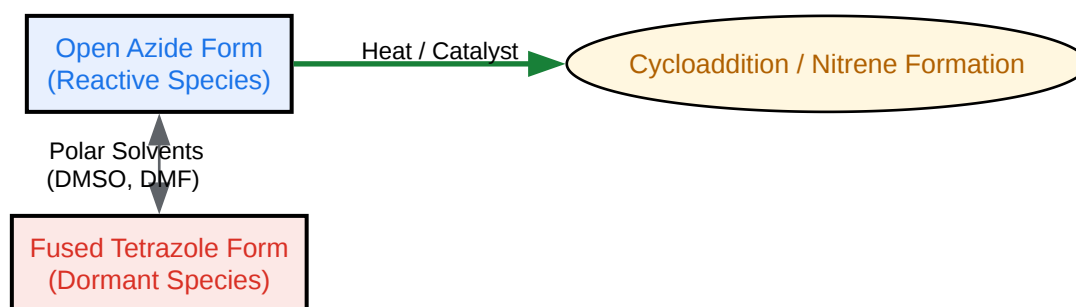 Open Azide Form
(Reactive Species)
Heat / Catalyst
Cycloaddition / Nitrene Formation
Polar Solvents
(DMSO, DMF)
Fused Tetrazole Form
(Dormant Species)